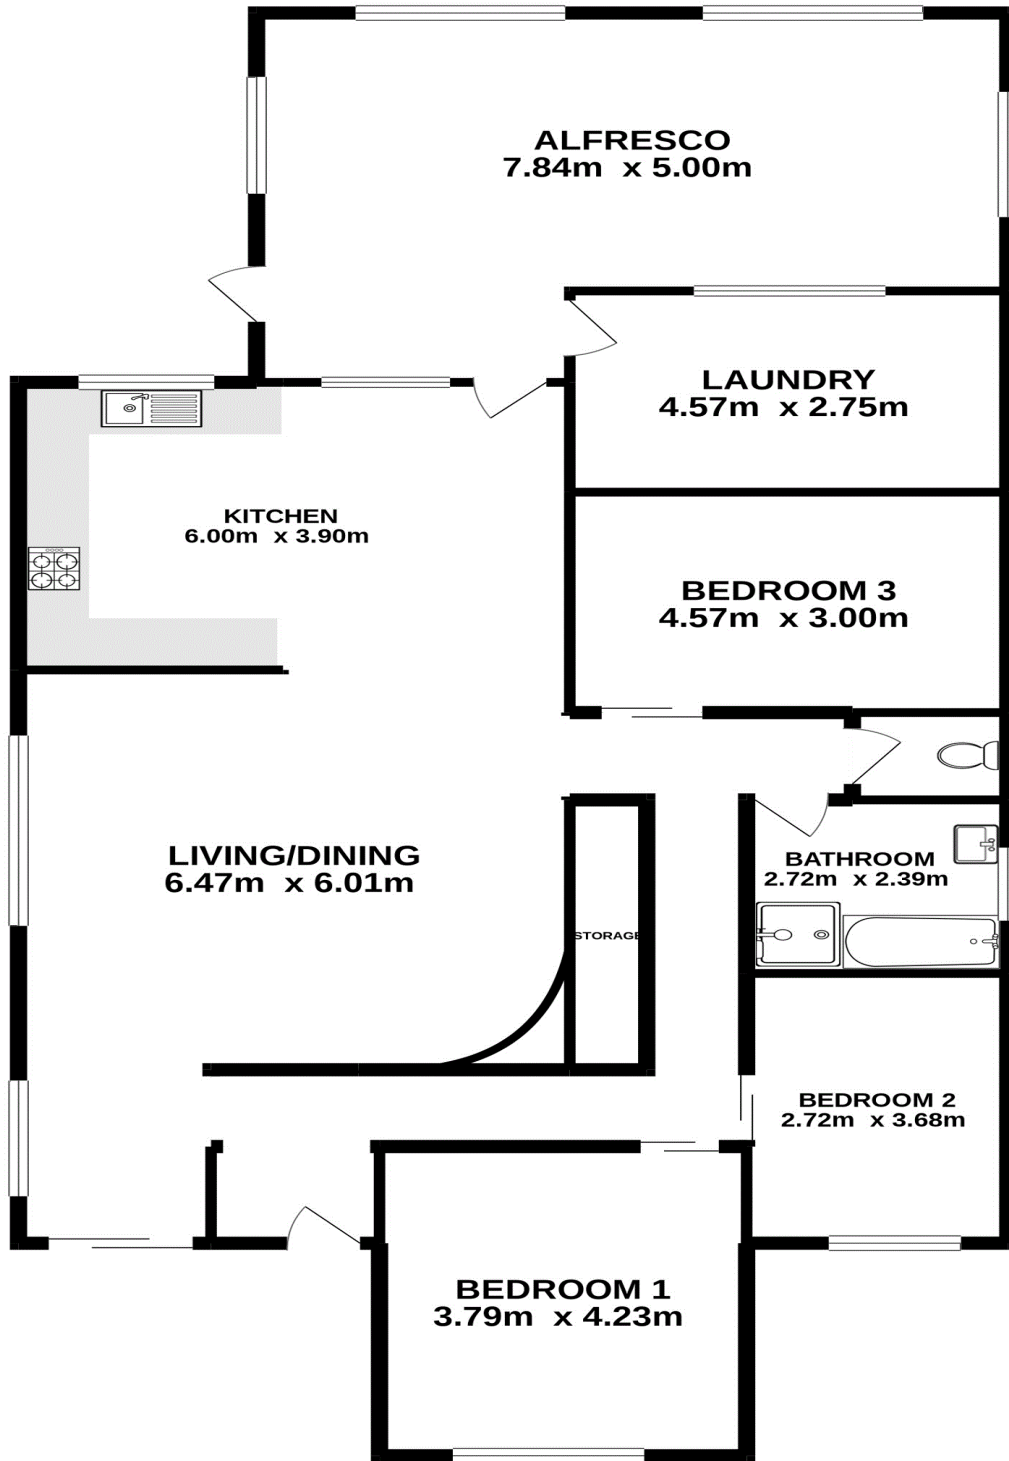 ALFRESCO
7.84m x 5.00m
LAUNDRY
4.57m x 2.75m
KITCHEN
6.00m x 3.90m
BEDROOM 3
4.57m x 3.00m
LIVING/DINING
6.47m x 6.01m
BATHROOM
2.72m x 2.39m
STORAGE
BEDROOM 2
2.72m x 3.68m
BEDROOM 1
3.79m x 4.23m